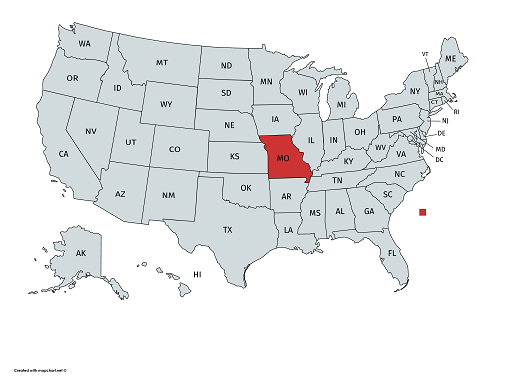 WA
MT
ND
MN
ME
VT
NH
OR
ID
SD
WI
MI
NY
MA
CT
RI
WY
IA
PA
NJ
NE
NV
UT
CO
IL
IN
OH
DE
MD
DC
CA
KS
MO
KY
WV
VA
AZ
NM
OK
AR
TN
NC
SC
TX
LA
MS
AL
GA
FL
AK
HI
Created with mapchart.net ©